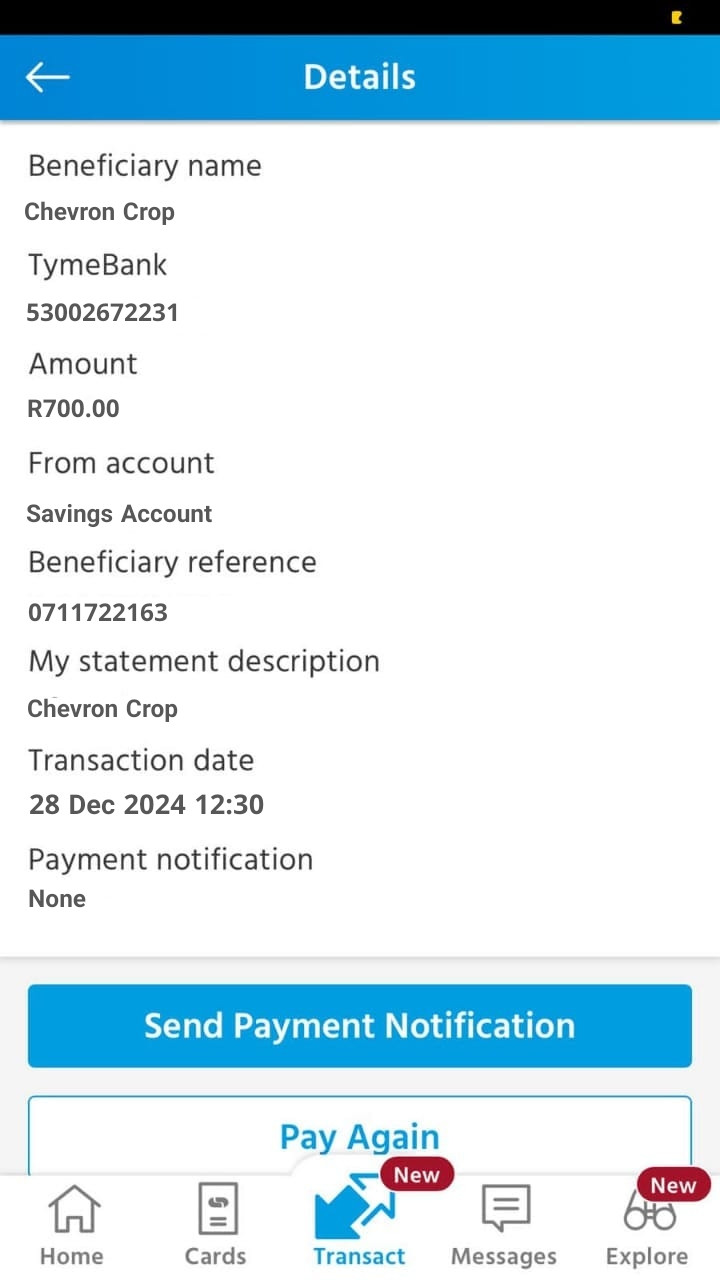 Details
Beneficiary name
Chevron Crop
TymeBank
53002672231
Amount
R700.00
From account
Savings Account
Beneficiary reference
0711722163
My statement description
Chevron Crop
Transaction date
28 Dec 2024 12:30
Payment notification
None
Send Payment Notification
Pay Again
New
New
Home
Cards
Transact
Messages
Explore